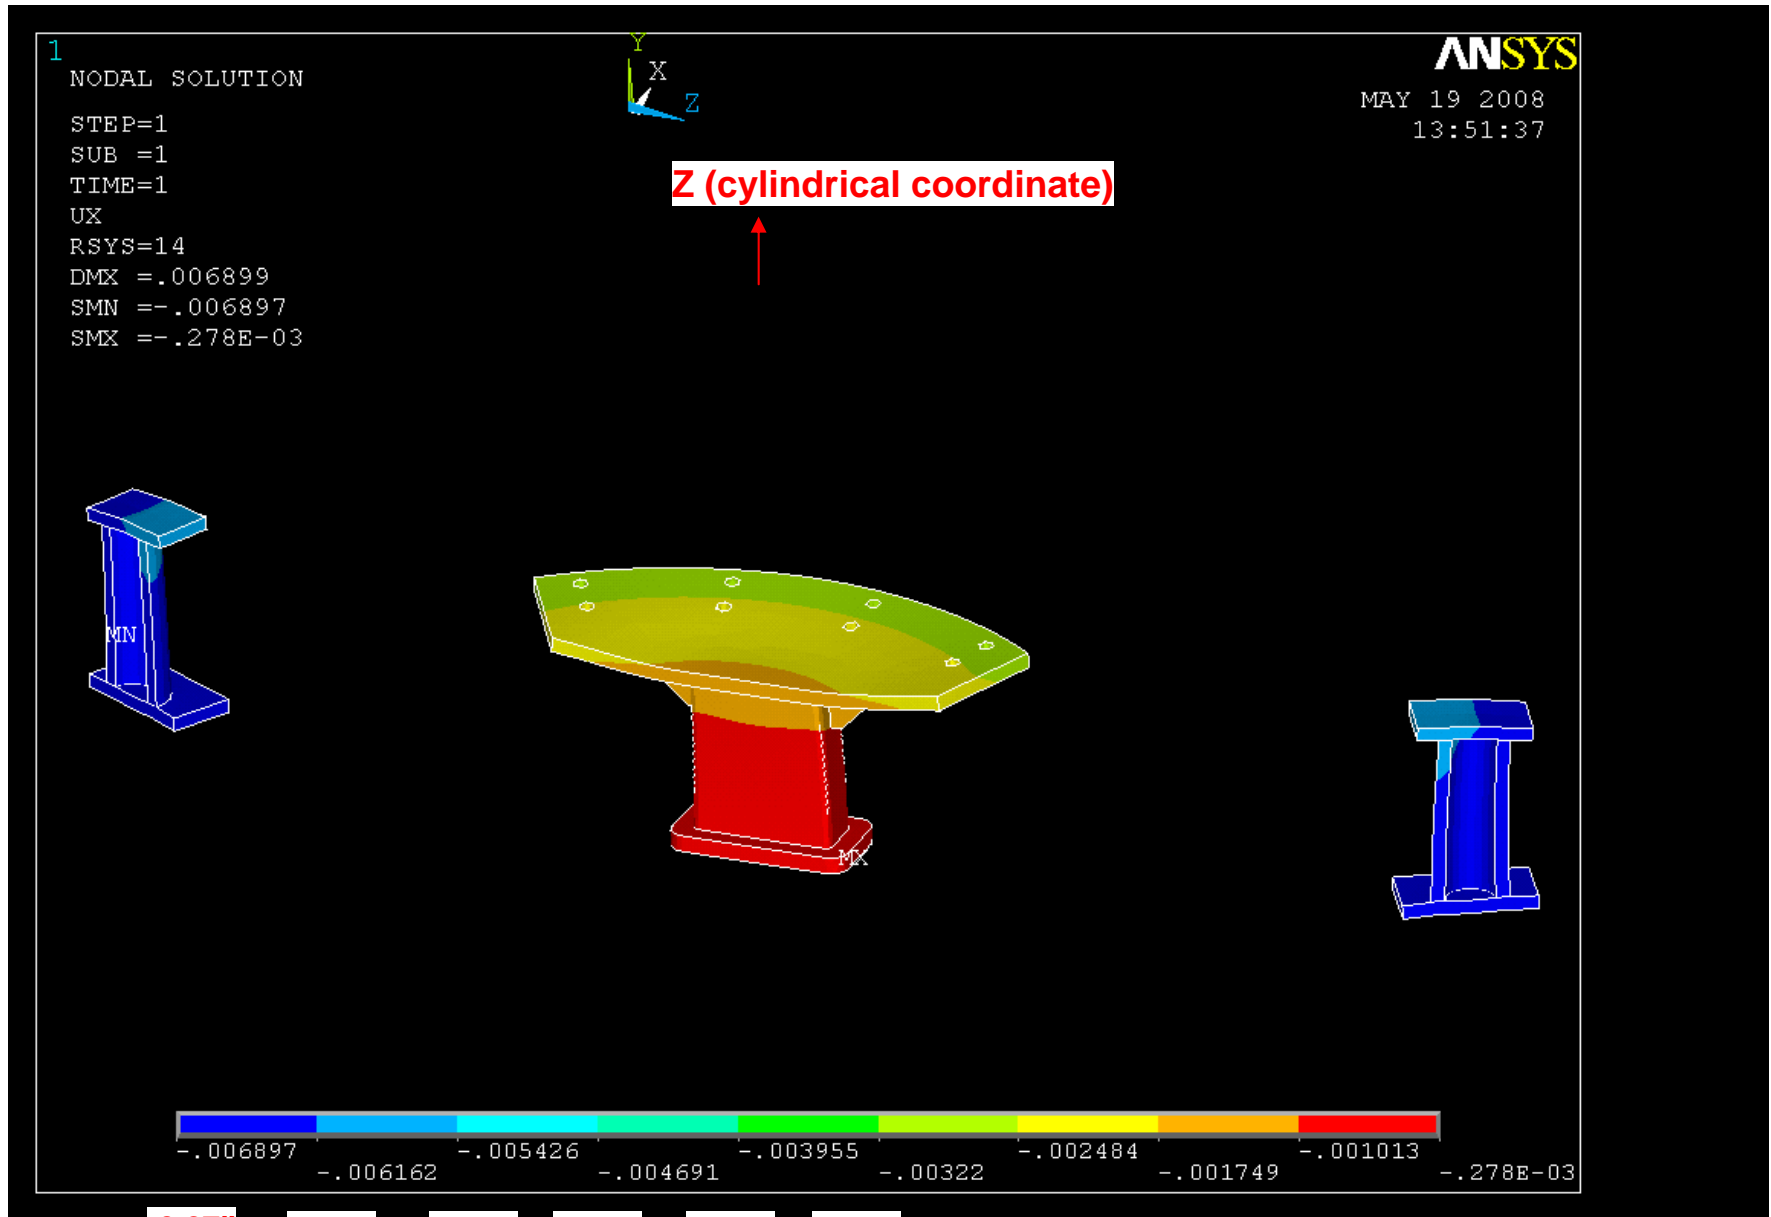 1
NODAL SOLUTION
STEP=1
SUB =1
TIME=1
UX
RSYS=14
DMX =.006899
SMN =-.006897
SMX =-.278E-03
Y
X
Z
ANSYS
MAY 19 2008
13:51:37
Z (cylindrical coordinate)
MN
MX
-.006897
-.006162
-.005426
-.004691
-.003955
-.00322
-.002484
-.001749
-.001013
-.278E-03